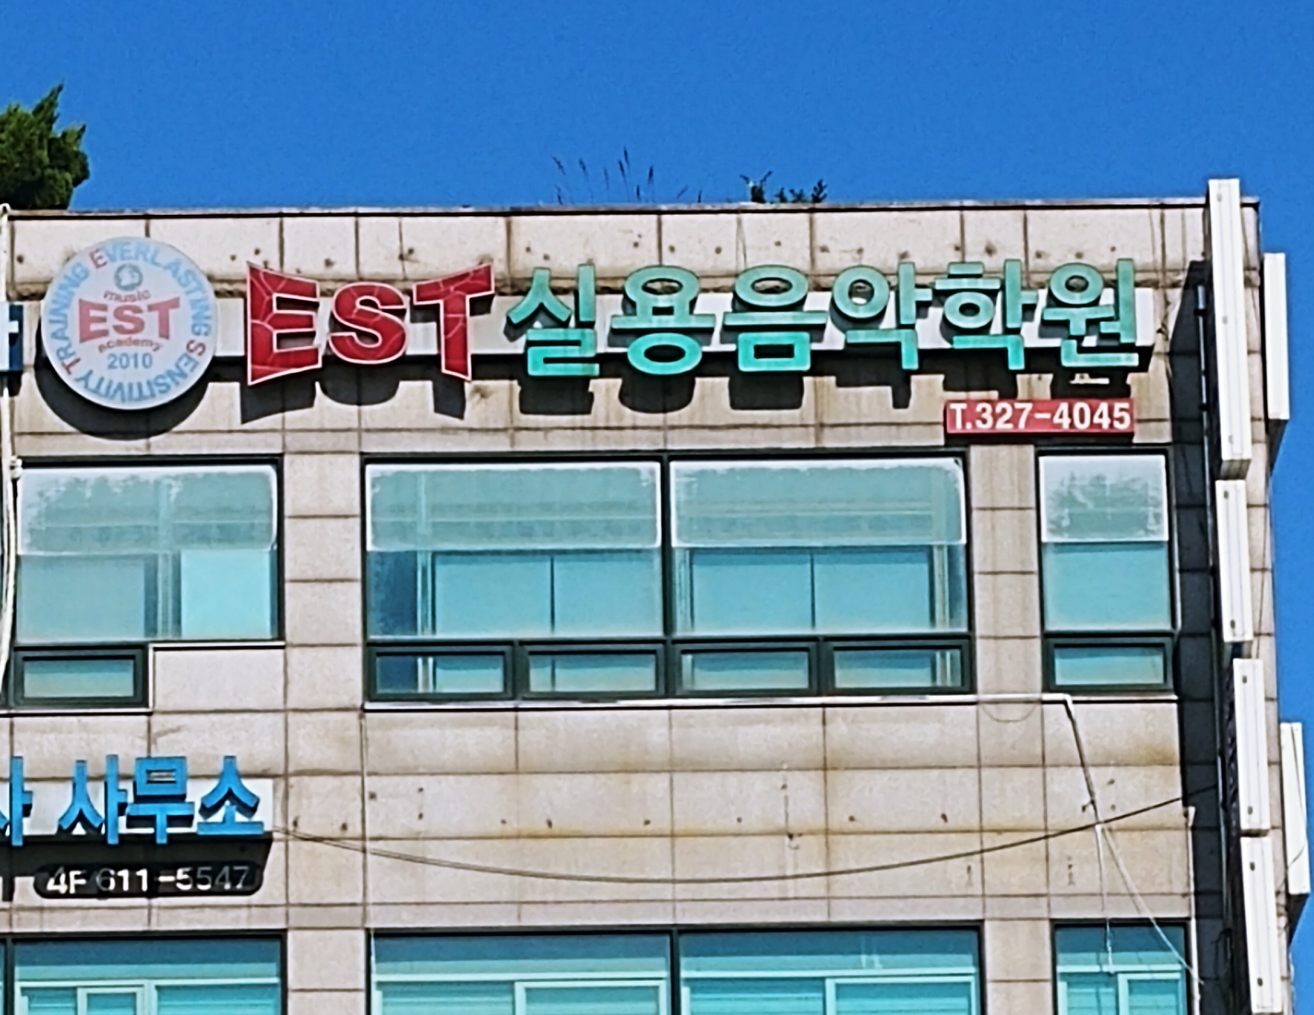 TRAINING EVERLASTING SENSITIVITY
music
EST
academy
2010
EST 실용음악학원
T.327-4045
사무소
4F 611-5547